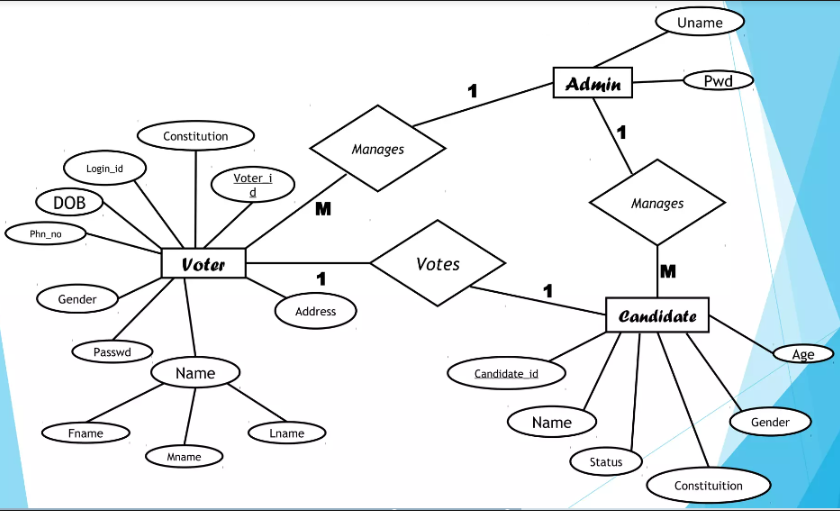 Uname
Admin
Pwd
1
1
Constitution
Manages
Login_id
Voter_i
d
DOB
Manages
M
Phn_no
Voter
Votes
M
1
1
Gender
Address
Candidate
Passwd
Age
Name
Candidate_id
Name
Gender
Fname
Lname
Mname
Status
Constituition